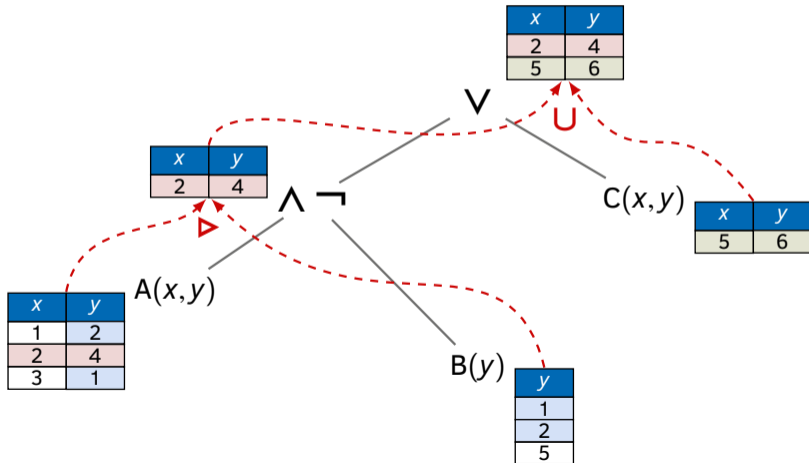 x y
2 4
5 6
∨
∪
x y
2 4
∧ ¬
▷
C(x, y)
x y
5 6
A(x, y)
x y
1 2
2 4
3 1
B(y)
y
1
2
5